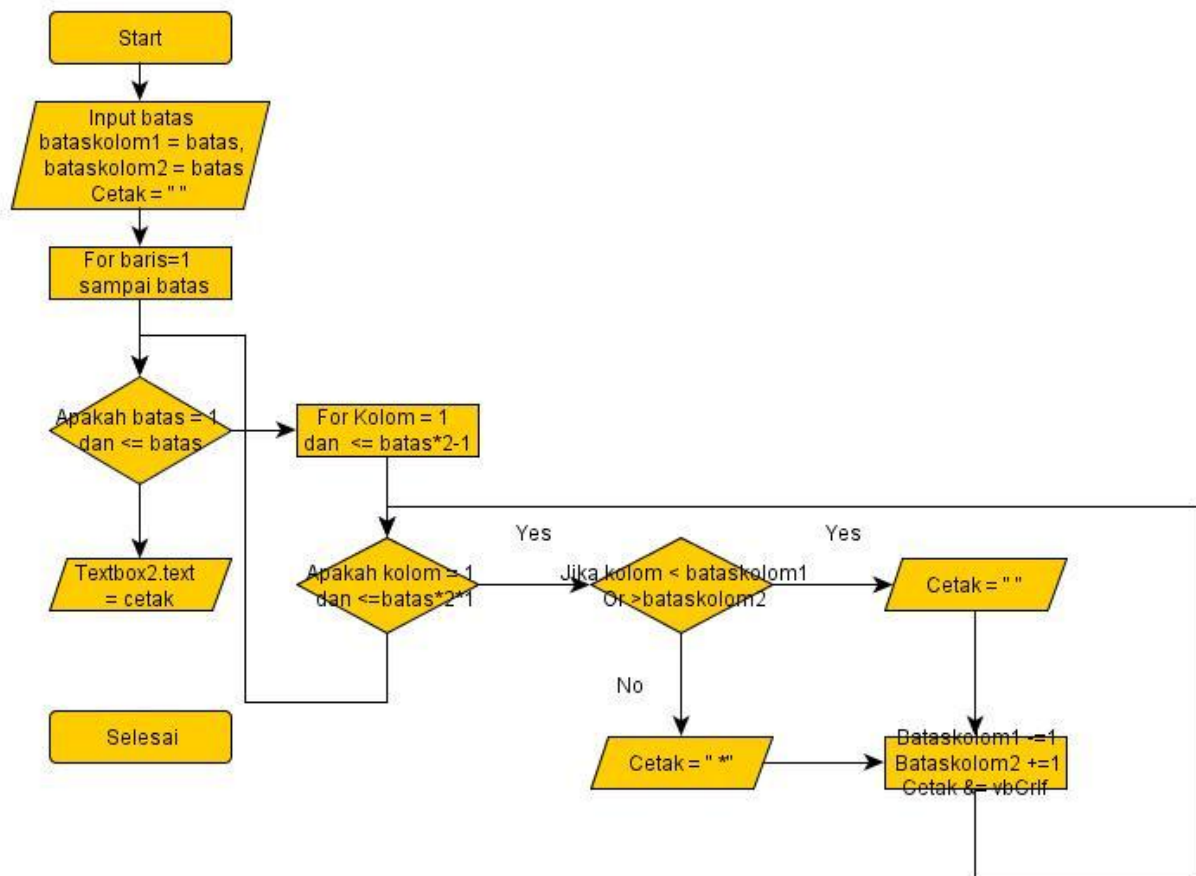 Start
Input batas
bataskolom1 = batas,
bataskolom2 = batas
Cetak = " "
For baris=1
sampai batas
Apakah batas = 1
dan <= batas
For Kolom = 1
dan <= batas*2-1
Textbox2.text
= cetak
Apakah kolom = 1
dan <=batas*2*1
Yes
Jika kolom < bataskolom1
Or >bataskolom2
Yes
Cetak = " "
No
Cetak = " *"
Bataskolom1 -=1
Bataskolom2 +=1
Cetak &= vbCrlf
Selesai